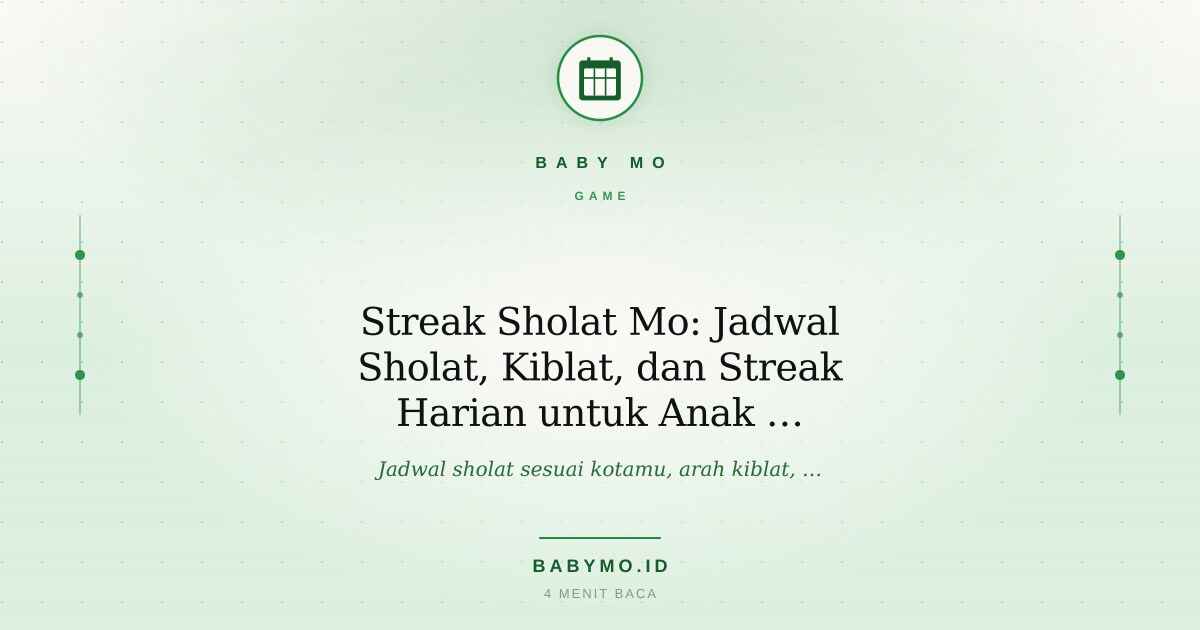 BABY MO
GAME
Streak Sholat Mo: Jadwal
Sholat, Kiblat, dan Streak
Harian untuk Anak …
Jadwal sholat sesuai kotamu, arah kiblat, …
BABYMO.ID
4 MENIT BACA